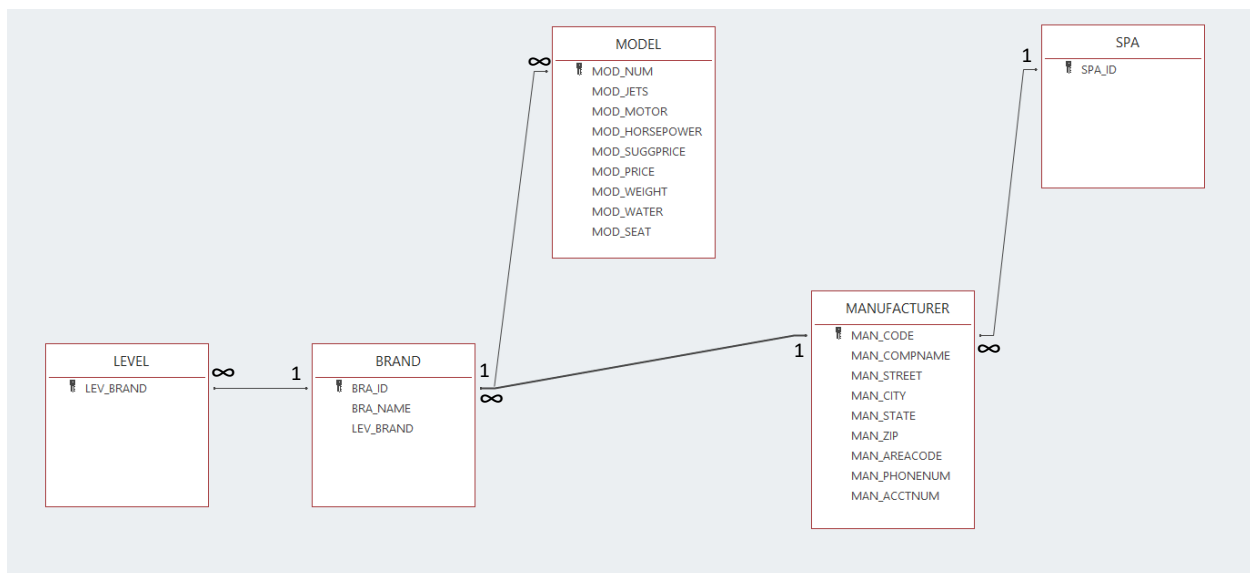 MODEL
MOD_NUM
MOD_JETS
MOD_MOTOR
MOD_HORSEPOWER
MOD_SUGGPRICE
MOD_PRICE
MOD_WEIGHT
MOD_WATER
MOD_SEAT
∞
SPA
SPA_ID
1
MANUFACTURER
MAN_CODE
MAN_COMPNAME
MAN_STREET
MAN_CITY
MAN_STATE
MAN_ZIP
MAN_AREACODE
MAN_PHONENUM
MAN_ACCTNUM
1
∞
LEVEL
LEV_BRAND
∞
1
BRAND
BRA_ID
BRA_NAME
LEV_BRAND
1
∞